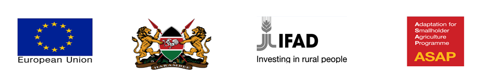 European Union
IFAD
Investing in rural people
Adaptation for
Smallholder
Agriculture
Programme
ASAP